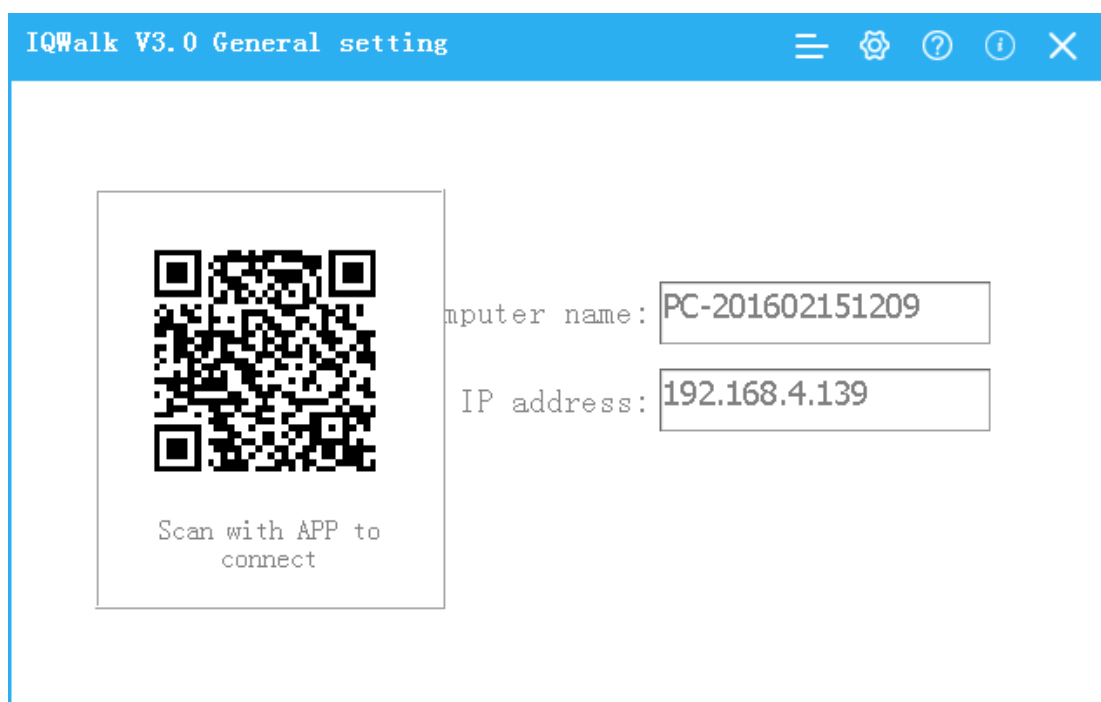 IQWalk V3.0 General setting
mputer name: PC-201602151209
IP address: 192.168.4.139
Scan with APP to
connect